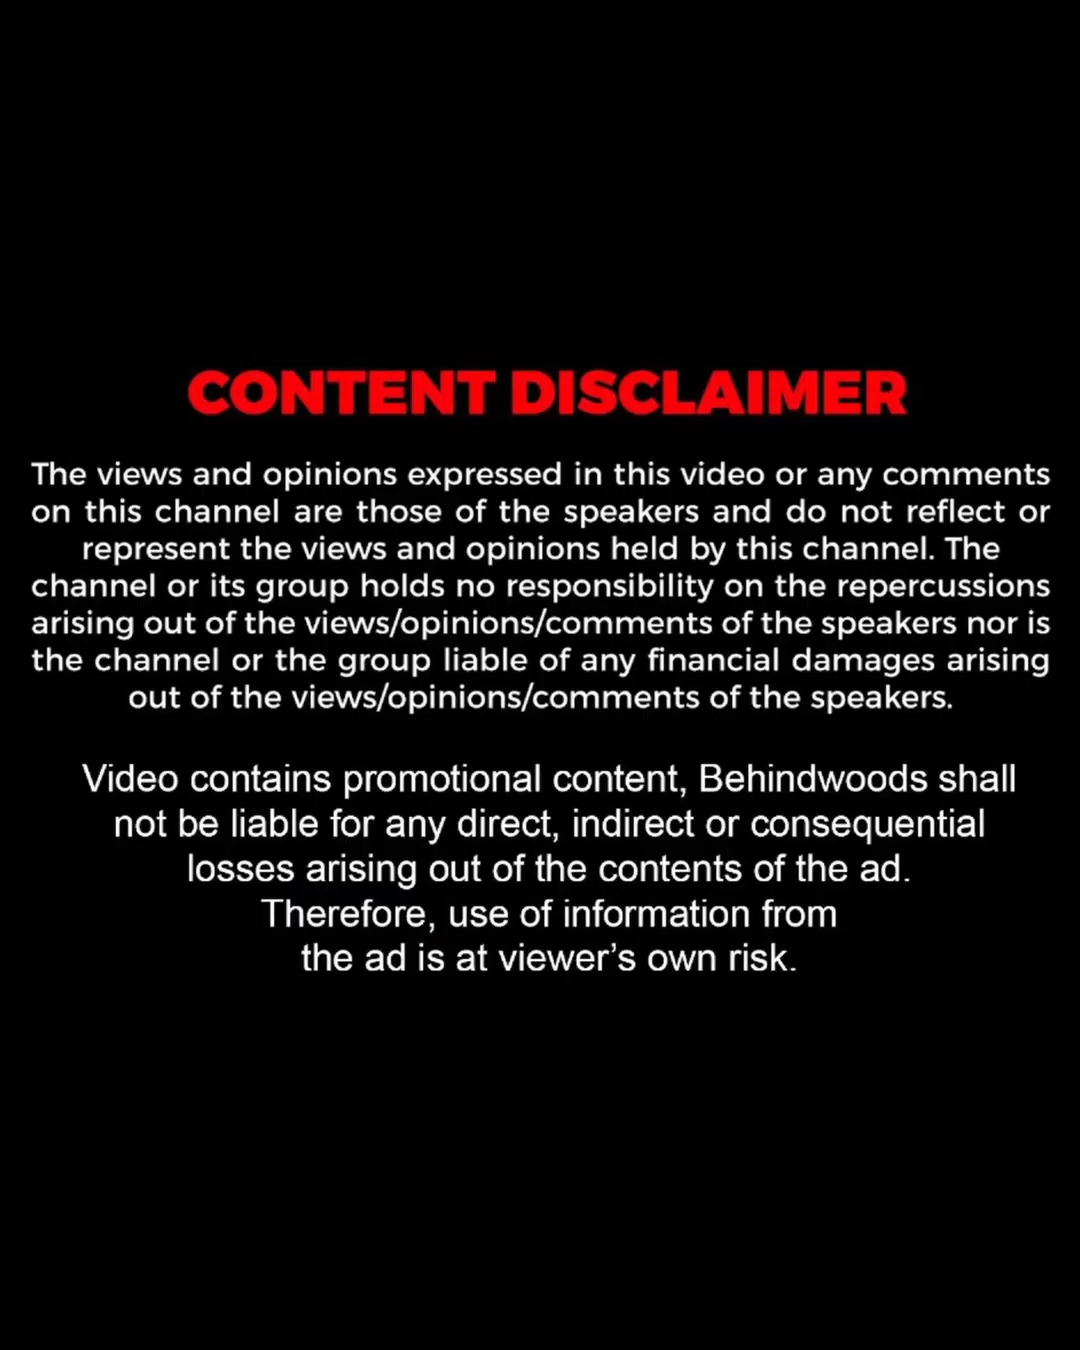 CONTENT DISCLAIMER
The views and opinions expressed in this video or any comments
on this channel are those of the speakers and do not reflect or
represent the views and opinions held by this channel. The
channel or its group holds no responsibility on the repercussions
arising out of the views/opinions/comments of the speakers nor is
the channel or the group liable of any financial damages arising
out of the views/opinions/comments of the speakers.
Video contains promotional content, Behindwoods shall
not be liable for any direct, indirect or consequential
losses arising out of the contents of the ad.
Therefore, use of information from
the ad is at viewer’s own risk.